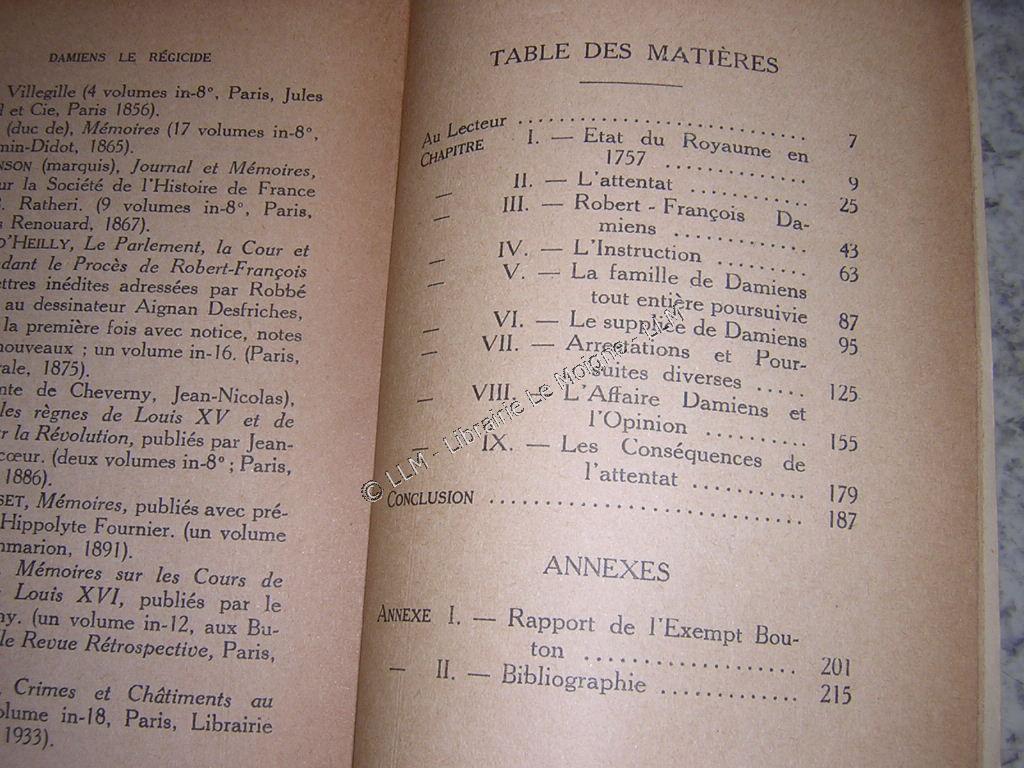 DAMIENS LE RÉGICIDE
Villegille (4 volumes in-8°, Paris, Jules
et Cie, Paris 1856).
(duc de), Mémoires (17 volumes in-8°,
min-Didot, 1865).
NSON (marquis), Journal et Mémoires,
ur la Société de l'Histoire de France
Ratheri. (9 volumes in-8°, Paris,
Renouard, 1867).
D'HEILLY, Le Parlement, la Cour et
dant le Procès de Robert-François
ettres inédites adressées par Robbé
au dessinateur Aignan Desfriches,
la première fois avec notice, notes
nouveaux ; un volume in-16. (Paris,
rale, 1875).
nte de Cheverny, Jean-Nicolas),
les règnes de Louis XV et de
r la Révolution, publiés par Jean-
cœur. (deux volumes in-8° ; Paris,
1886).
SET, Mémoires, publiés avec pré-
Hippolyte Fournier. (un volume
mmarion, 1891).
Mémoires sur les Cours de
Louis XVI, publiés par le
ny. (un volume in-12, aux Bu-
le Revue Rétrospective, Paris,
Crimes et Châtiments au
olume in-18, Paris, Librairie
1933).
TABLE DES MATIÈRES
Au Lecteur .............................. 7
CHAPITRE I. — Etat du Royaume en
1757 ............... 9
— II. — L'attentat ............ 25
— III. — Robert-François Da-
miens .............. 43
— IV. — L'Instruction ......... 63
— V. — La famille de Damiens
tout entière poursuivie 87
— VI. — Le supplice de Damiens 95
— VII. — Arrestations et Pour-
suites diverses .... 125
— VIII. — L'Affaire Damiens et
l'Opinion .......... 155
— IX. — Les Conséquences de
l'attentat ........... 179
CONCLUSION .............................. 187
ANNEXES
ANNEXE I. — Rapport de l'Exempt Bou-
ton .................. 201
— II. — Bibliographie ............. 215
© LLM - Librairie Le Moigne - LLM